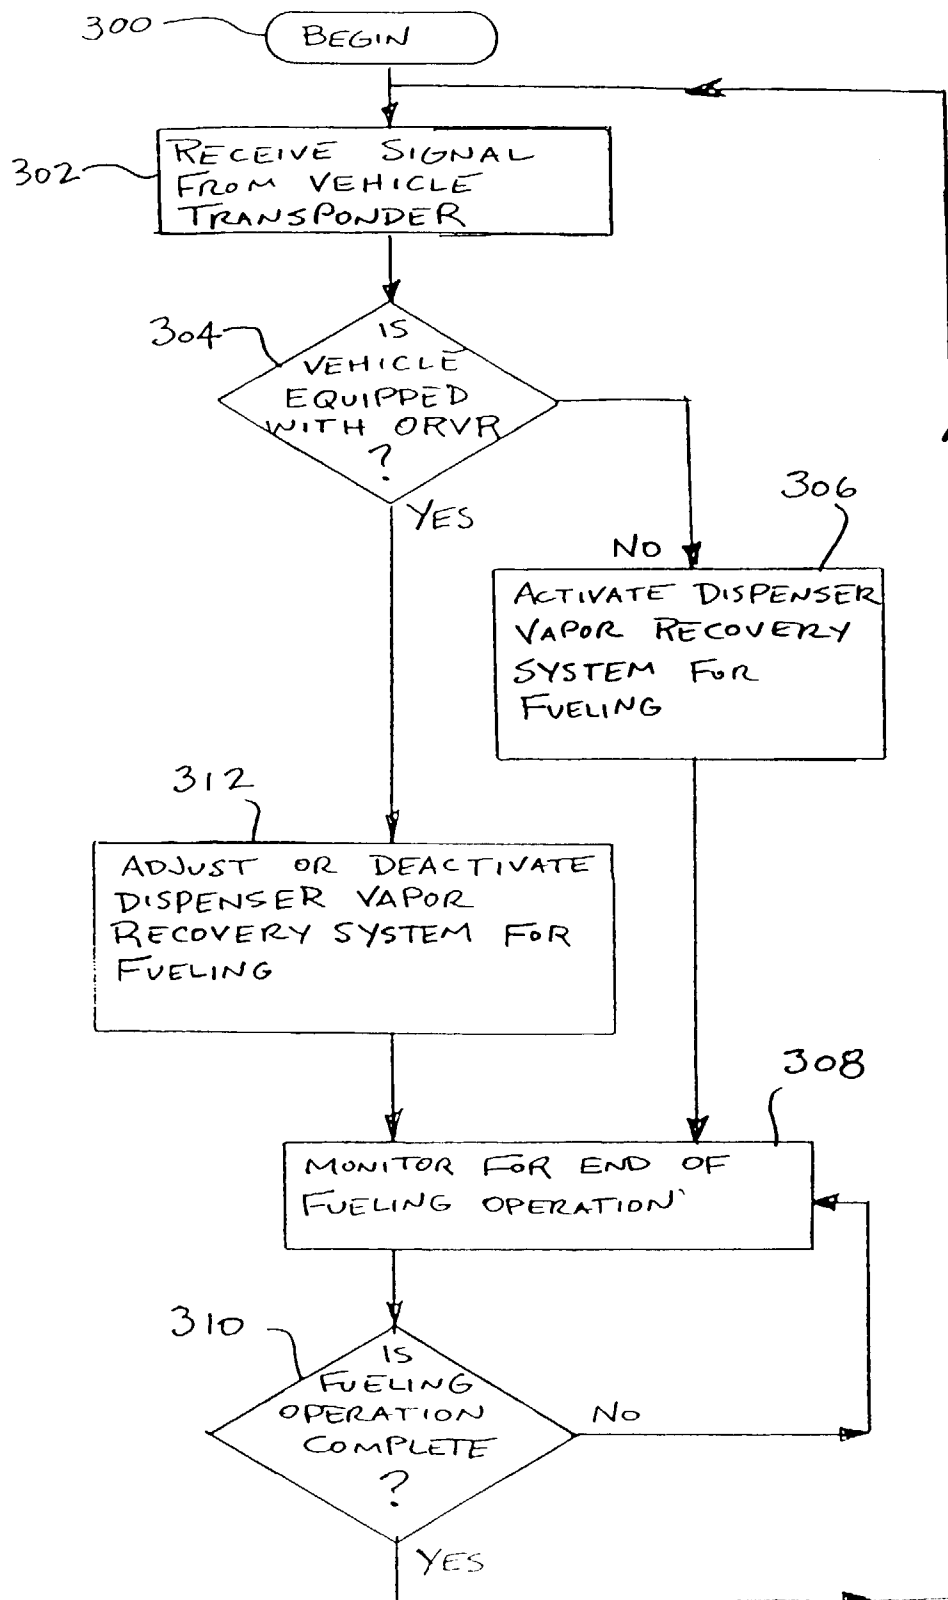 300
BEGIN
302
RECEIVE SIGNAL
FROM VEHICLE
TRANSPONDER
304
IS
VEHICLE
EQUIPPED
WITH ORVR
?
YES
NO
306
ACTIVATE DISPENSER
VAPOR RECOVERY
SYSTEM FOR
FUELING
312
ADJUST OR DEACTIVATE
DISPENSER VAPOR
RECOVERY SYSTEM FOR
FUELING
308
MONITOR FOR END OF
FUELING OPERATION
310
IS
FUELING
OPERATION
COMPLETE
?
NO
YES